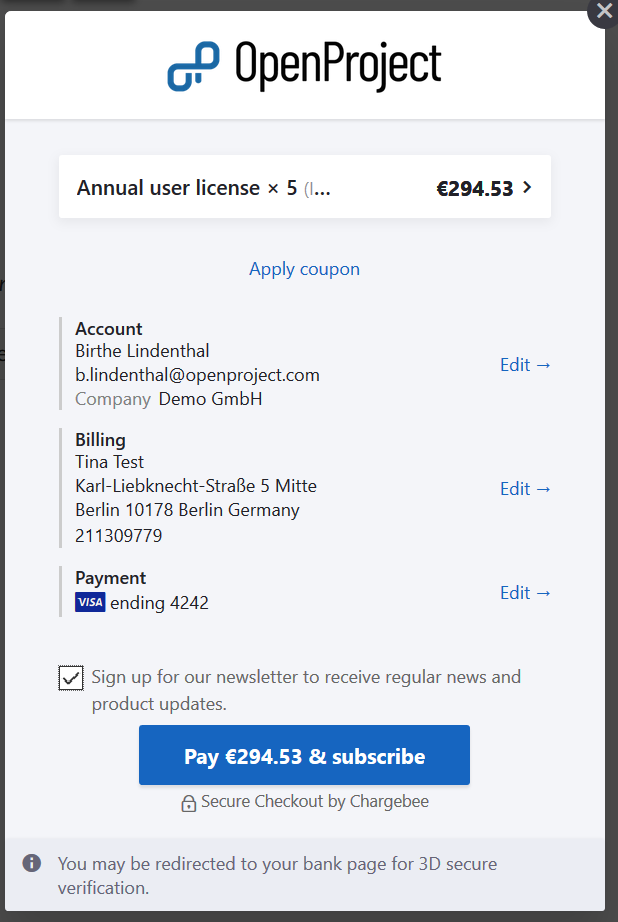 OpenProject
Annual user license × 5 (l... €294.53
Apply coupon
Account
Birthe Lindenthal
b.lindenthal@openproject.com
Edit →
Company Demo GmbH
Billing
Tina Test
Karl-Liebknecht-Straße 5 Mitte
Edit →
Berlin 10178 Berlin Germany
211309779
Payment
VISA ending 4242
Edit →
Sign up for our newsletter to receive regular news and
product updates.
Pay €294.53 & subscribe
Secure Checkout by Chargebee
You may be redirected to your bank page for 3D secure
verification.